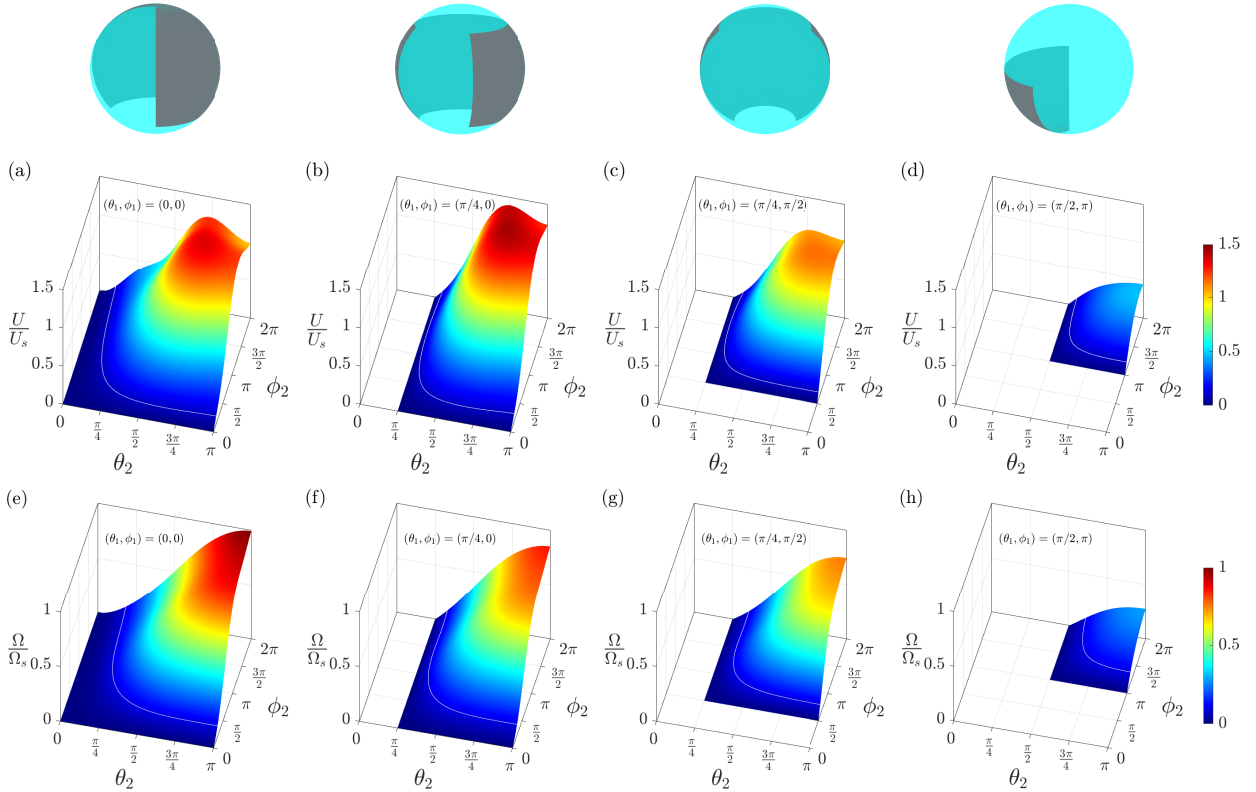 (a) (b) (c) (d)
(θ₁, ϕ₁) = (0, 0) (θ₁, ϕ₁) = (π/4, 0) (θ₁, ϕ₁) = (π/4, π/2) (θ₁, ϕ₁) = (π/2, π)
U/Uₛ 1.5 1 0.5 0
0 π/4 π/2 3π/4 π
θ₂
0 π/2 π 3π/2 2π
ϕ₂
U/Uₛ 1.5 1 0.5 0
0 π/4 π/2 3π/4 π
θ₂
0 π/2 π 3π/2 2π
ϕ₂
U/Uₛ 1.5 1 0.5 0
0 π/4 π/2 3π/4 π
θ₂
0 π/2 π 3π/2 2π
ϕ₂
U/Uₛ 1.5 1 0.5 0
0 π/4 π/2 3π/4 π
θ₂
0 π/2 π 3π/2 2π
ϕ₂
1.5
1
0.5
0
(e) (f) (g) (h)
(θ₁, ϕ₁) = (0, 0) (θ₁, ϕ₁) = (π/4, 0) (θ₁, ϕ₁) = (π/4, π/2) (θ₁, ϕ₁) = (π/2, π)
Ω/Ωₛ 1 0.5 0
0 π/4 π/2 3π/4 π
θ₂
0 π/2 π 3π/2 2π
ϕ₂
Ω/Ωₛ 1 0.5 0
0 π/4 π/2 3π/4 π
θ₂
0 π/2 π 3π/2 2π
ϕ₂
Ω/Ωₛ 1 0.5 0
0 π/4 π/2 3π/4 π
θ₂
0 π/2 π 3π/2 2π
ϕ₂
Ω/Ωₛ 1 0.5 0
0 π/4 π/2 3π/4 π
θ₂
0 π/2 π 3π/2 2π
ϕ₂
1
0.5
0